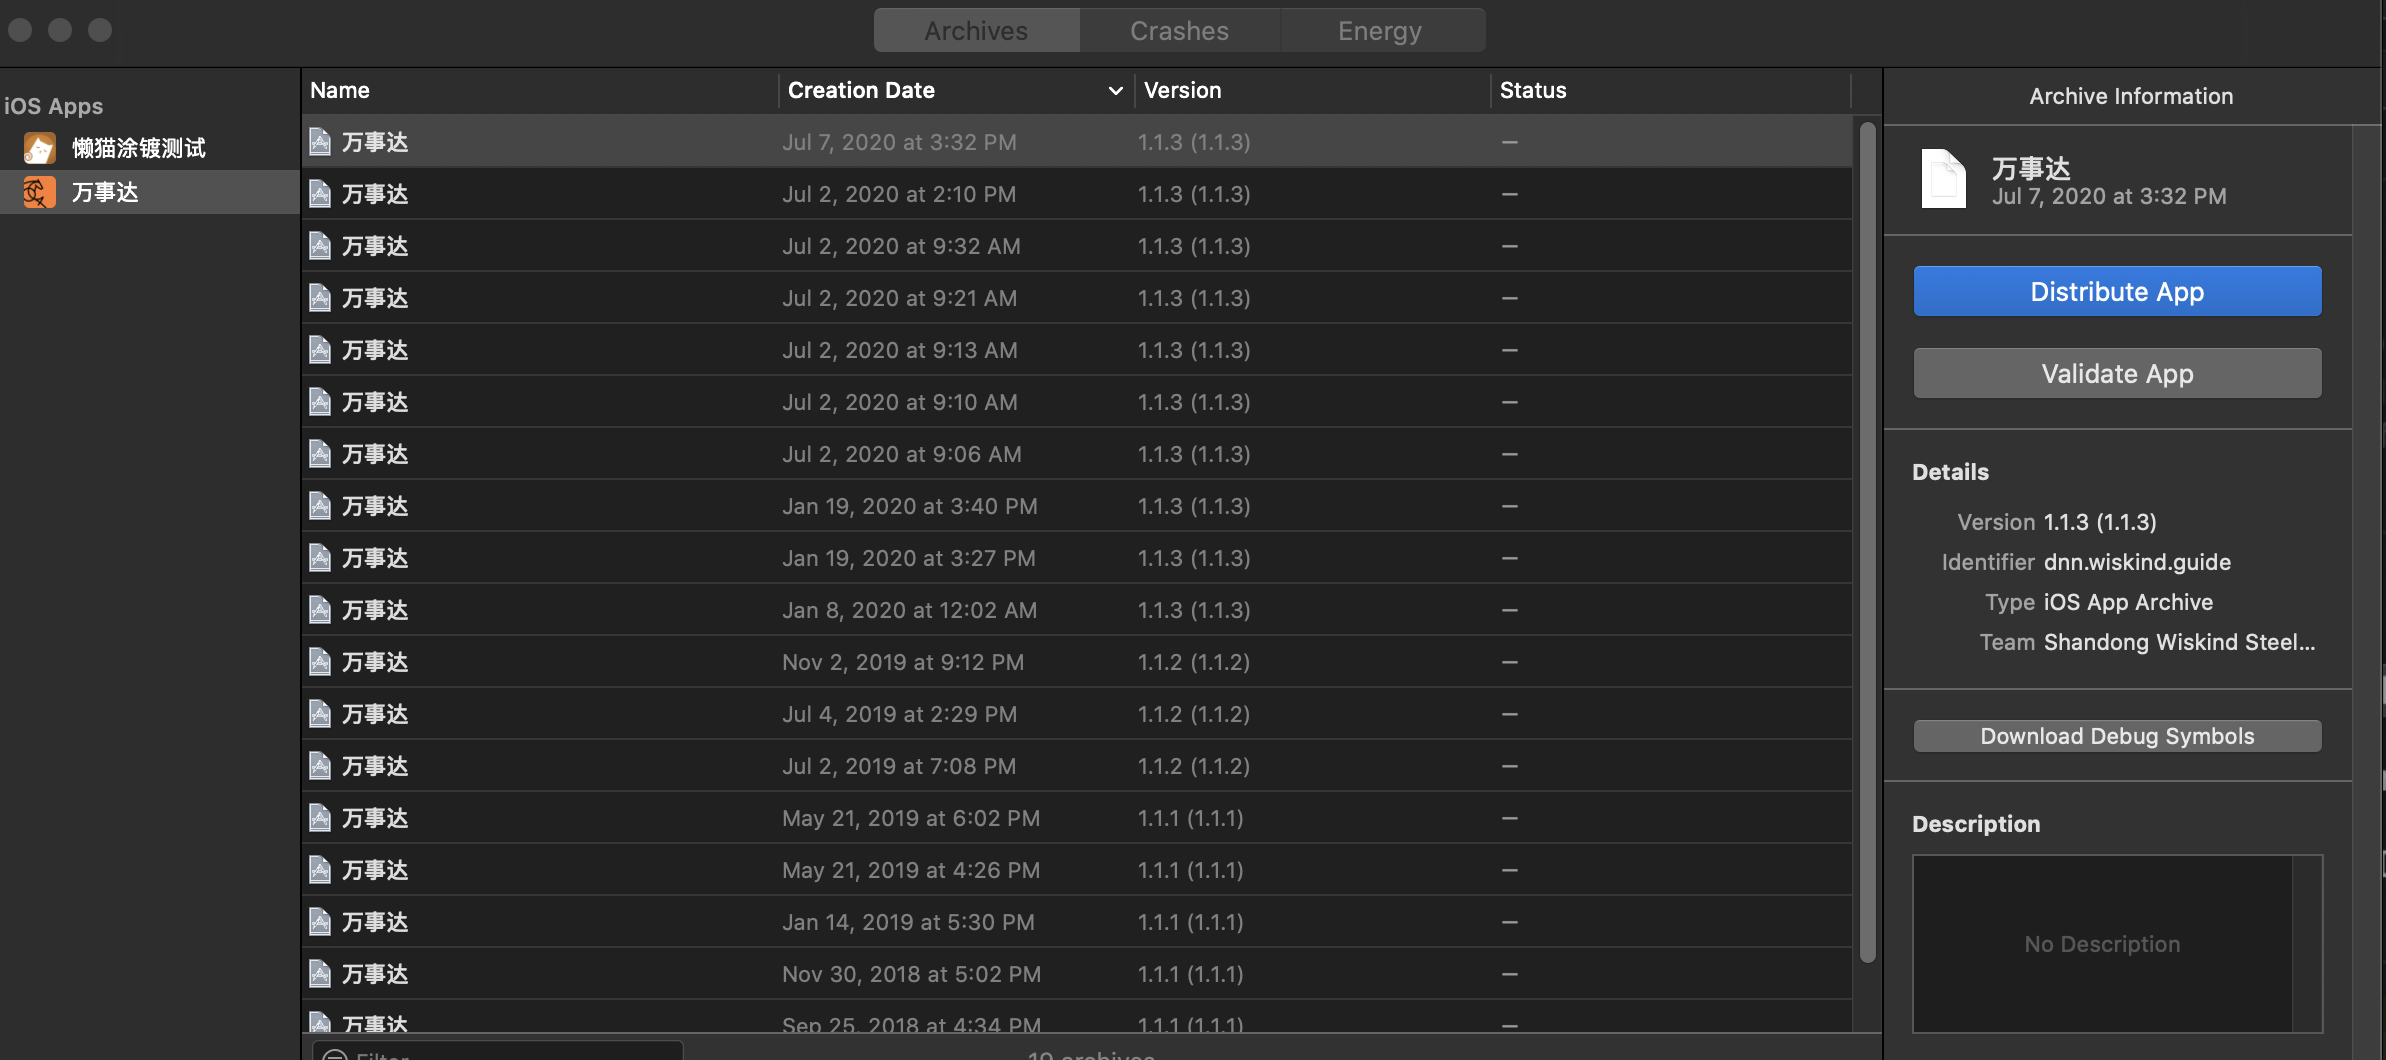 Archives Crashes Energy
iOS Apps
懒猫涂镀测试
万事达
Name Creation Date Version Status
万事达 Jul 7, 2020 at 3:32 PM 1.1.3 (1.1.3) —
万事达 Jul 2, 2020 at 2:10 PM 1.1.3 (1.1.3) —
万事达 Jul 2, 2020 at 9:32 AM 1.1.3 (1.1.3) —
万事达 Jul 2, 2020 at 9:21 AM 1.1.3 (1.1.3) —
万事达 Jul 2, 2020 at 9:13 AM 1.1.3 (1.1.3) —
万事达 Jul 2, 2020 at 9:10 AM 1.1.3 (1.1.3) —
万事达 Jul 2, 2020 at 9:06 AM 1.1.3 (1.1.3) —
万事达 Jan 19, 2020 at 3:40 PM 1.1.3 (1.1.3) —
万事达 Jan 19, 2020 at 3:27 PM 1.1.3 (1.1.3) —
万事达 Jan 8, 2020 at 12:02 AM 1.1.3 (1.1.3) —
万事达 Nov 2, 2019 at 9:12 PM 1.1.2 (1.1.2) —
万事达 Jul 4, 2019 at 2:29 PM 1.1.2 (1.1.2) —
万事达 Jul 2, 2019 at 7:08 PM 1.1.2 (1.1.2) —
万事达 May 21, 2019 at 6:02 PM 1.1.1 (1.1.1) —
万事达 May 21, 2019 at 4:26 PM 1.1.1 (1.1.1) —
万事达 Jan 14, 2019 at 5:30 PM 1.1.1 (1.1.1) —
万事达 Nov 30, 2018 at 5:02 PM 1.1.1 (1.1.1) —
万事达 Sep 25, 2018 at 4:34 PM 1.1.1 (1.1.1) —
Filter
19 archives
Archive Information
万事达
Jul 7, 2020 at 3:32 PM
Distribute App
Validate App
Details
Version 1.1.3 (1.1.3)
Identifier dnn.wiskind.guide
Type iOS App Archive
Team Shandong Wiskind Steel...
Download Debug Symbols
Description
No Description